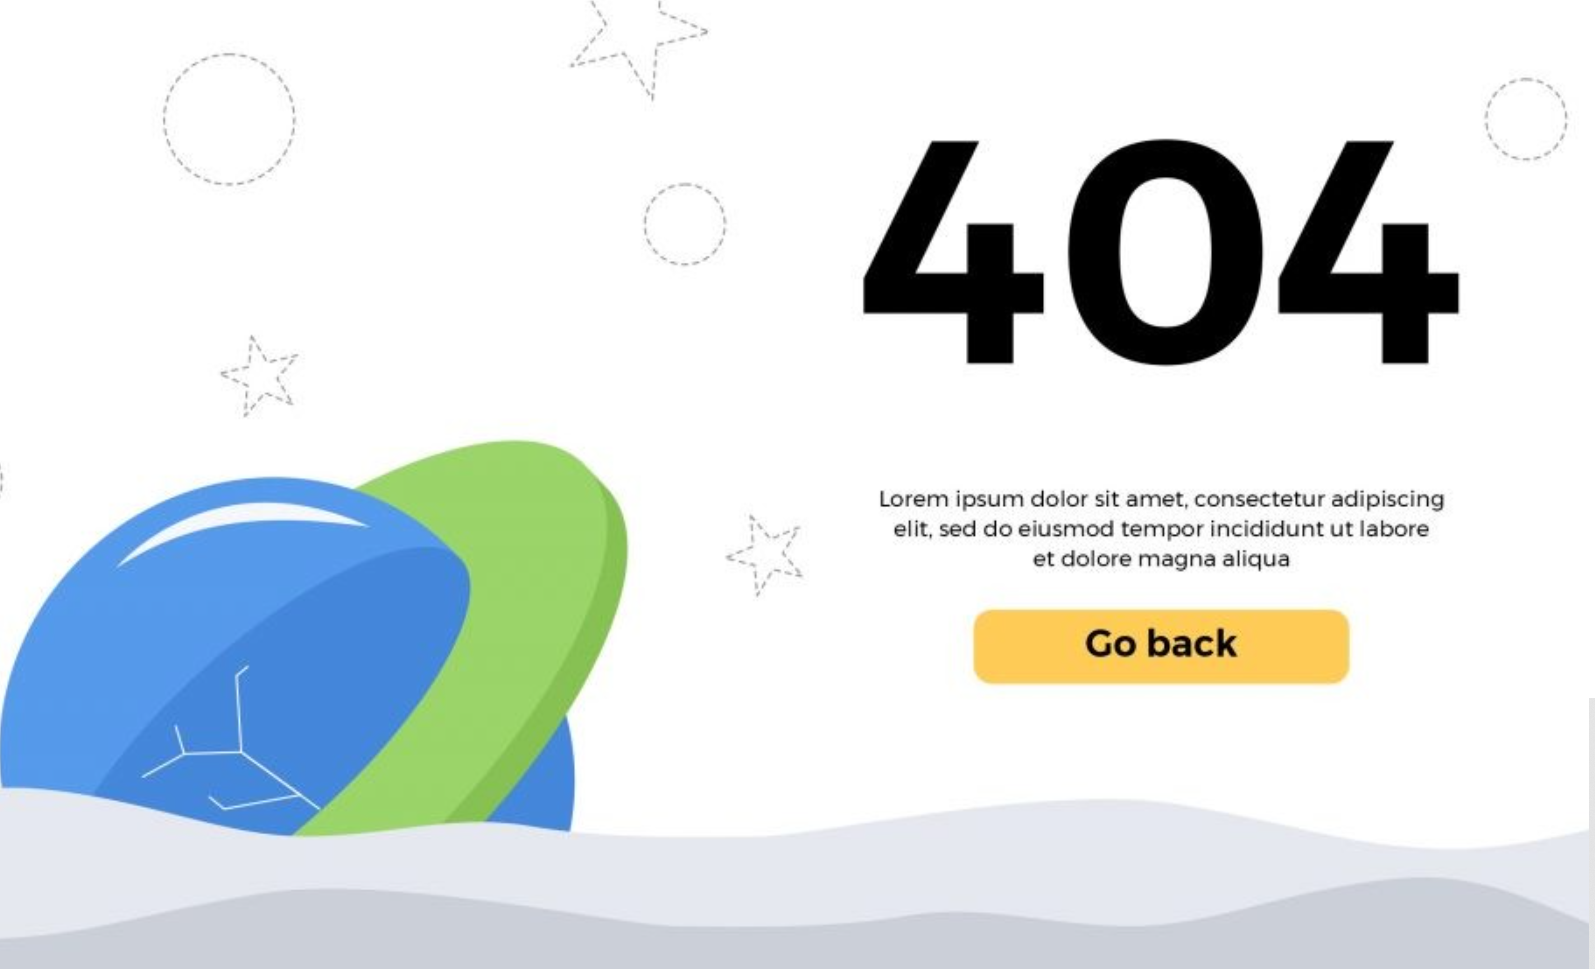 404
Lorem ipsum dolor sit amet, consectetur adipiscing
elit, sed do eiusmod tempor incididunt ut labore
et dolore magna aliqua
Go back